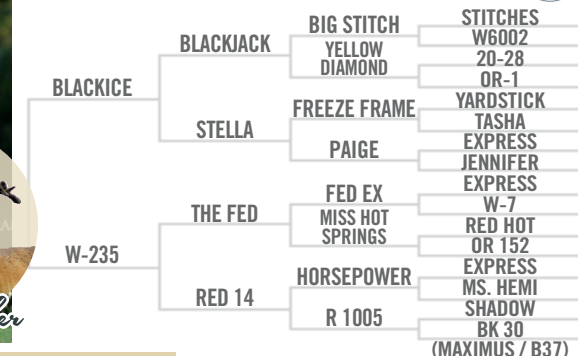 BLACKICE
BLACKJACK
BIG STITCH
STITCHES
W6002
YELLOW
DIAMOND
20-28
OR-1
STELLA
FREEZE FRAME
YARDSTICK
TASHA
PAIGE
EXPRESS
JENNIFER
W-235
THE FED
FED EX
EXPRESS
W-7
MISS HOT
SPRINGS
RED HOT
OR 152
RED 14
HORSEPOWER
EXPRESS
MS. HEMI
R 1005
SHADOW
BK 30
(MAXIMUS / B37)